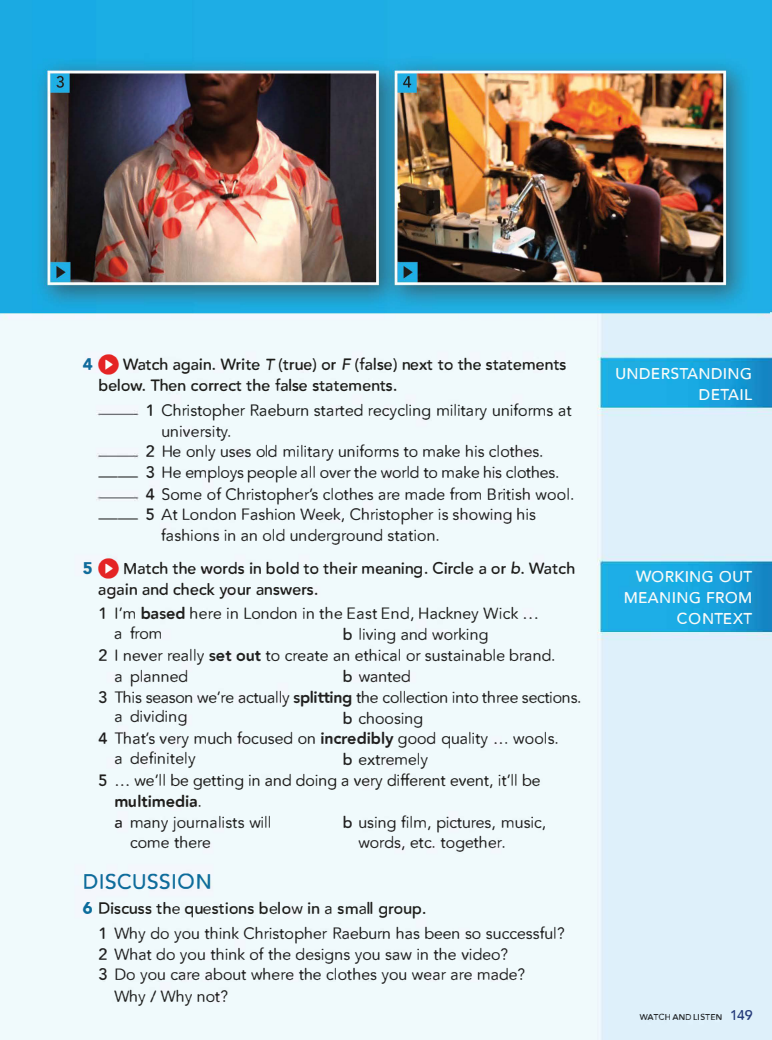 3
4
4 Watch again. Write T (true) or F (false) next to the statements
below. Then correct the false statements.
1 Christopher Raeburn started recycling military uniforms at
university.
2 He only uses old military uniforms to make his clothes.
3 He employs people all over the world to make his clothes.
4 Some of Christopher's clothes are made from British wool.
5 At London Fashion Week, Christopher is showing his
fashions in an old underground station.
UNDERSTANDING
DETAIL
5 Match the words in bold to their meaning. Circle a or b. Watch
again and check your answers.
1 I'm based here in London in the East End, Hackney Wick …
a from b living and working
2 I never really set out to create an ethical or sustainable brand.
a planned b wanted
3 This season we're actually splitting the collection into three sections.
a dividing b choosing
4 That's very much focused on incredibly good quality … wools.
a definitely b extremely
5 … we'll be getting in and doing a very different event, it'll be
multimedia.
a many journalists will b using film, pictures, music,
come there words, etc. together.
WORKING OUT
MEANING FROM
CONTEXT
DISCUSSION
6 Discuss the questions below in a small group.
1 Why do you think Christopher Raeburn has been so successful?
2 What do you think of the designs you saw in the video?
3 Do you care about where the clothes you wear are made?
Why / Why not?
WATCH AND LISTEN 149